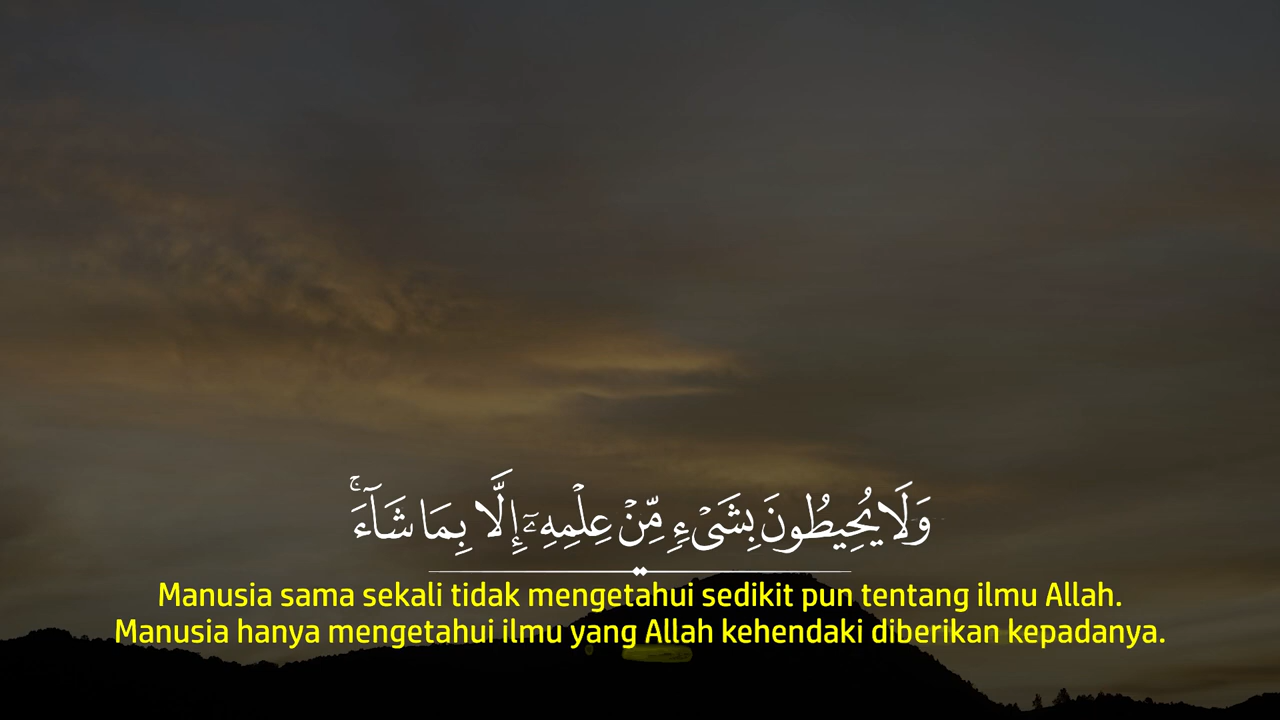 وَلَا يُحِيطُونَ بِشَىْءٍ مِّنْ عِلْمِهِۦٓ إِلَّا بِمَا شَآءَ ۚ
Manusia sama sekali tidak mengetahui sedikit pun tentang ilmu Allah.
Manusia hanya mengetahui ilmu yang Allah kehendaki diberikan kepadanya.